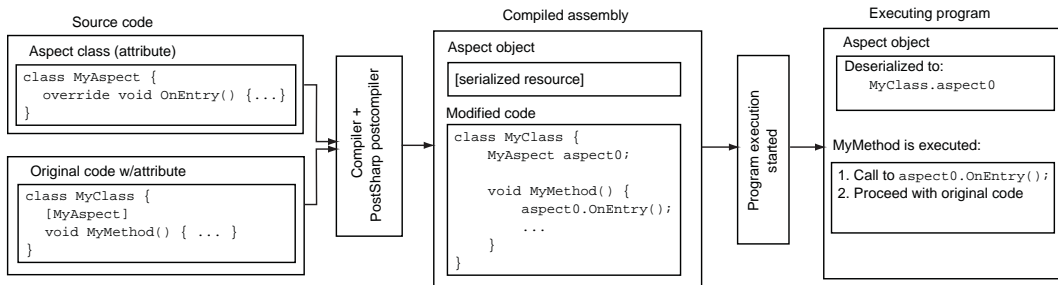 Source code
Aspect class (attribute)
class MyAspect {
override void OnEntry() {...}
}
Original code w/attribute
class MyClass {
[MyAspect]
void MyMethod() { ... }
}
Compiler +
PostSharp postcompiler
Compiled assembly
Aspect object
[serialized resource]
Modified code
class MyClass {
MyAspect aspect0;
void MyMethod() {
aspect0.OnEntry();
...
}
}
Program execution
started
Executing program
Aspect object
Deserialized to:
MyClass.aspect0
MyMethod is executed:
1. Call to aspect0.OnEntry();
2. Proceed with original code